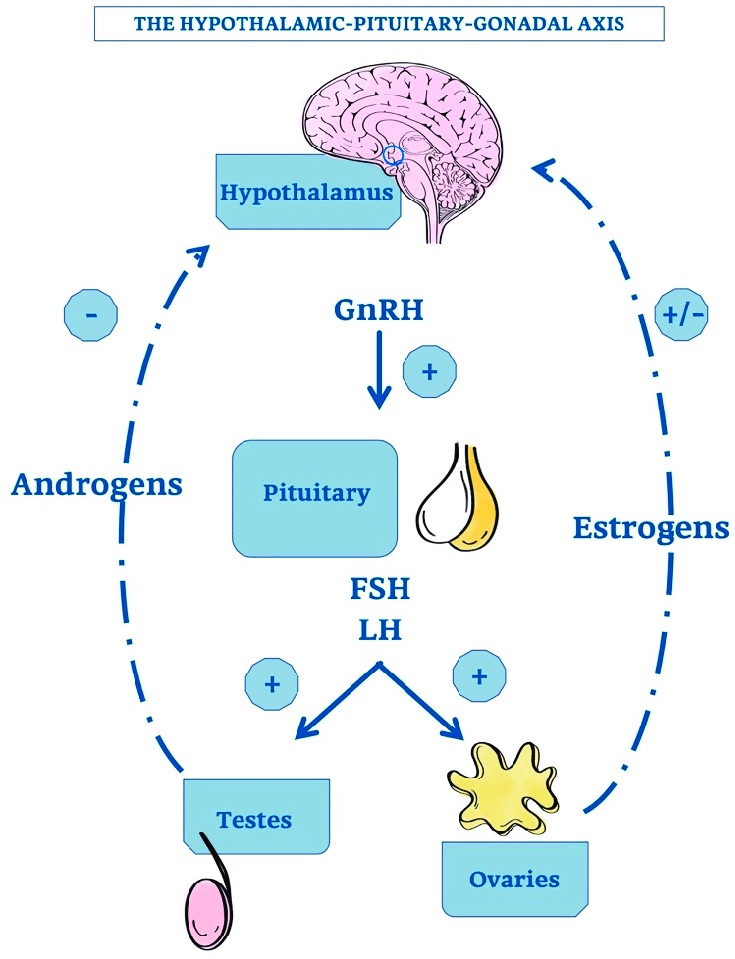 THE HYPOTHALAMIC-PITUITARY-GONADAL AXIS
Hypothalamus
-
GnRH
+/-
+
Androgens
Pituitary
Estrogens
FSH
LH
+
+
Testes
Ovaries